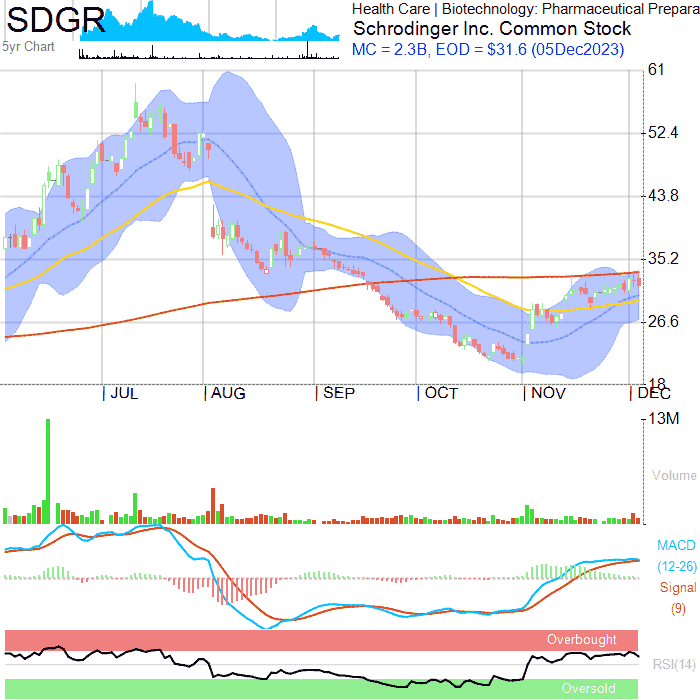 SDGR
5yr Chart
Health Care | Biotechnology: Pharmaceutical Prepara
Schrodinger Inc. Common Stock
MC = 2.3B, EOD = $31.6 (05Dec2023)
61
52.4
43.8
35.2
26.6
18
JUL
AUG
SEP
OCT
NOV
DEC
13M
Volume
MACD
(12-26)
Signal
(9)
Overbought
RSI(14)
Oversold